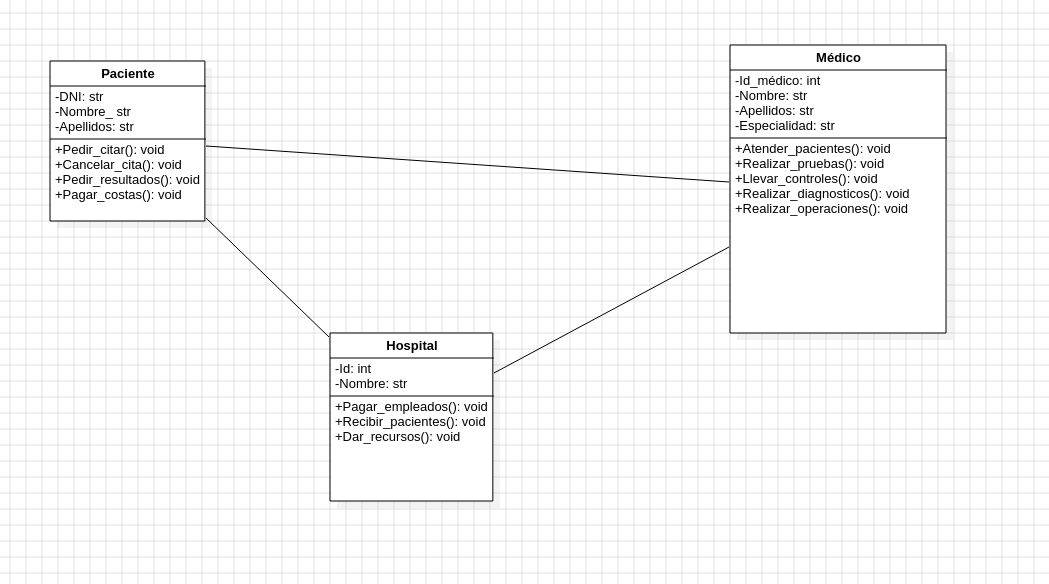 Paciente
-DNI: str
-Nombre_ str
-Apellidos: str
+Pedir_citar(): void
+Cancelar_cita(): void
+Pedir_resultados(): void
+Pagar_costas(): void
Médico
-Id_médico: int
-Nombre: str
-Apellidos: str
-Especialidad: str
+Atender_pacientes(): void
+Realizar_pruebas(): void
+Llevar_controles(): void
+Realizar_diagnosticos(): void
+Realizar_operaciones(): void
Hospital
-Id: int
-Nombre: str
+Pagar_empleados(): void
+Recibir_pacientes(): void
+Dar_recursos(): void